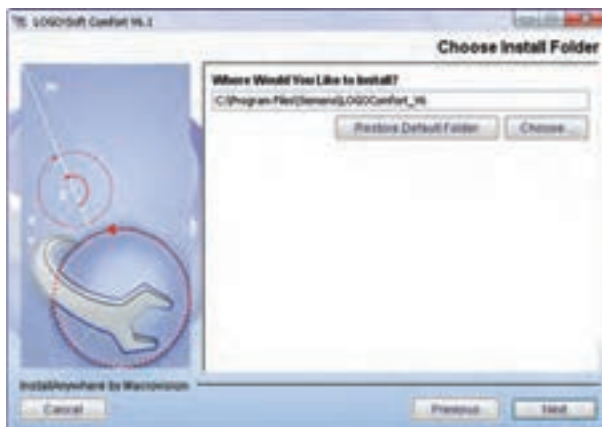 LOGO!Soft Comfort V6.1
Choose Install Folder
Where Would You Like to Install?
C:\Program Files\Siemens\LOGOComfort_V6
Restore Default Folder
Choose...
InstallAnywhere by Macrovision
Cancel
Previous
Next